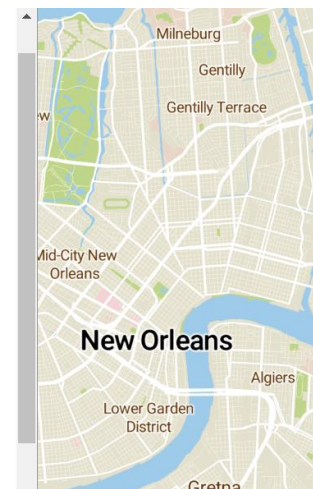 Milneburg
Gentilly
Gentilly Terrace
Mid-City New
Orleans
New Orleans
Algiers
Lower Garden
District
Gretna